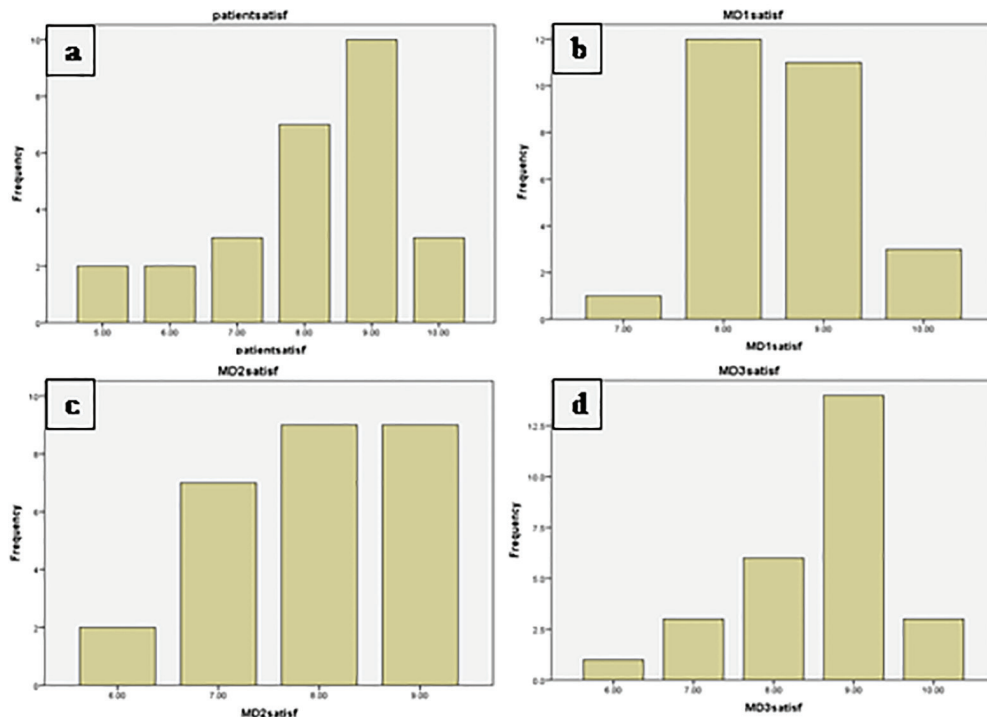 patientsatisf
a
10
8
6
4
2
0
Frequency
5.00 6.00 7.00 8.00 9.00 10.00
patientsatisf
MD1satisf
b
12
10
8
6
4
2
0
Frequency
7.00 8.00 9.00 10.00
MD1satisf
MD2satisf
c
10
8
6
4
2
0
Frequency
6.00 7.00 8.00 9.00
MD2satisf
MD3satisf
d
12.5
10.0
7.5
5.0
2.5
0.0
Frequency
6.00 7.00 8.00 9.00 10.00
MD3satisf